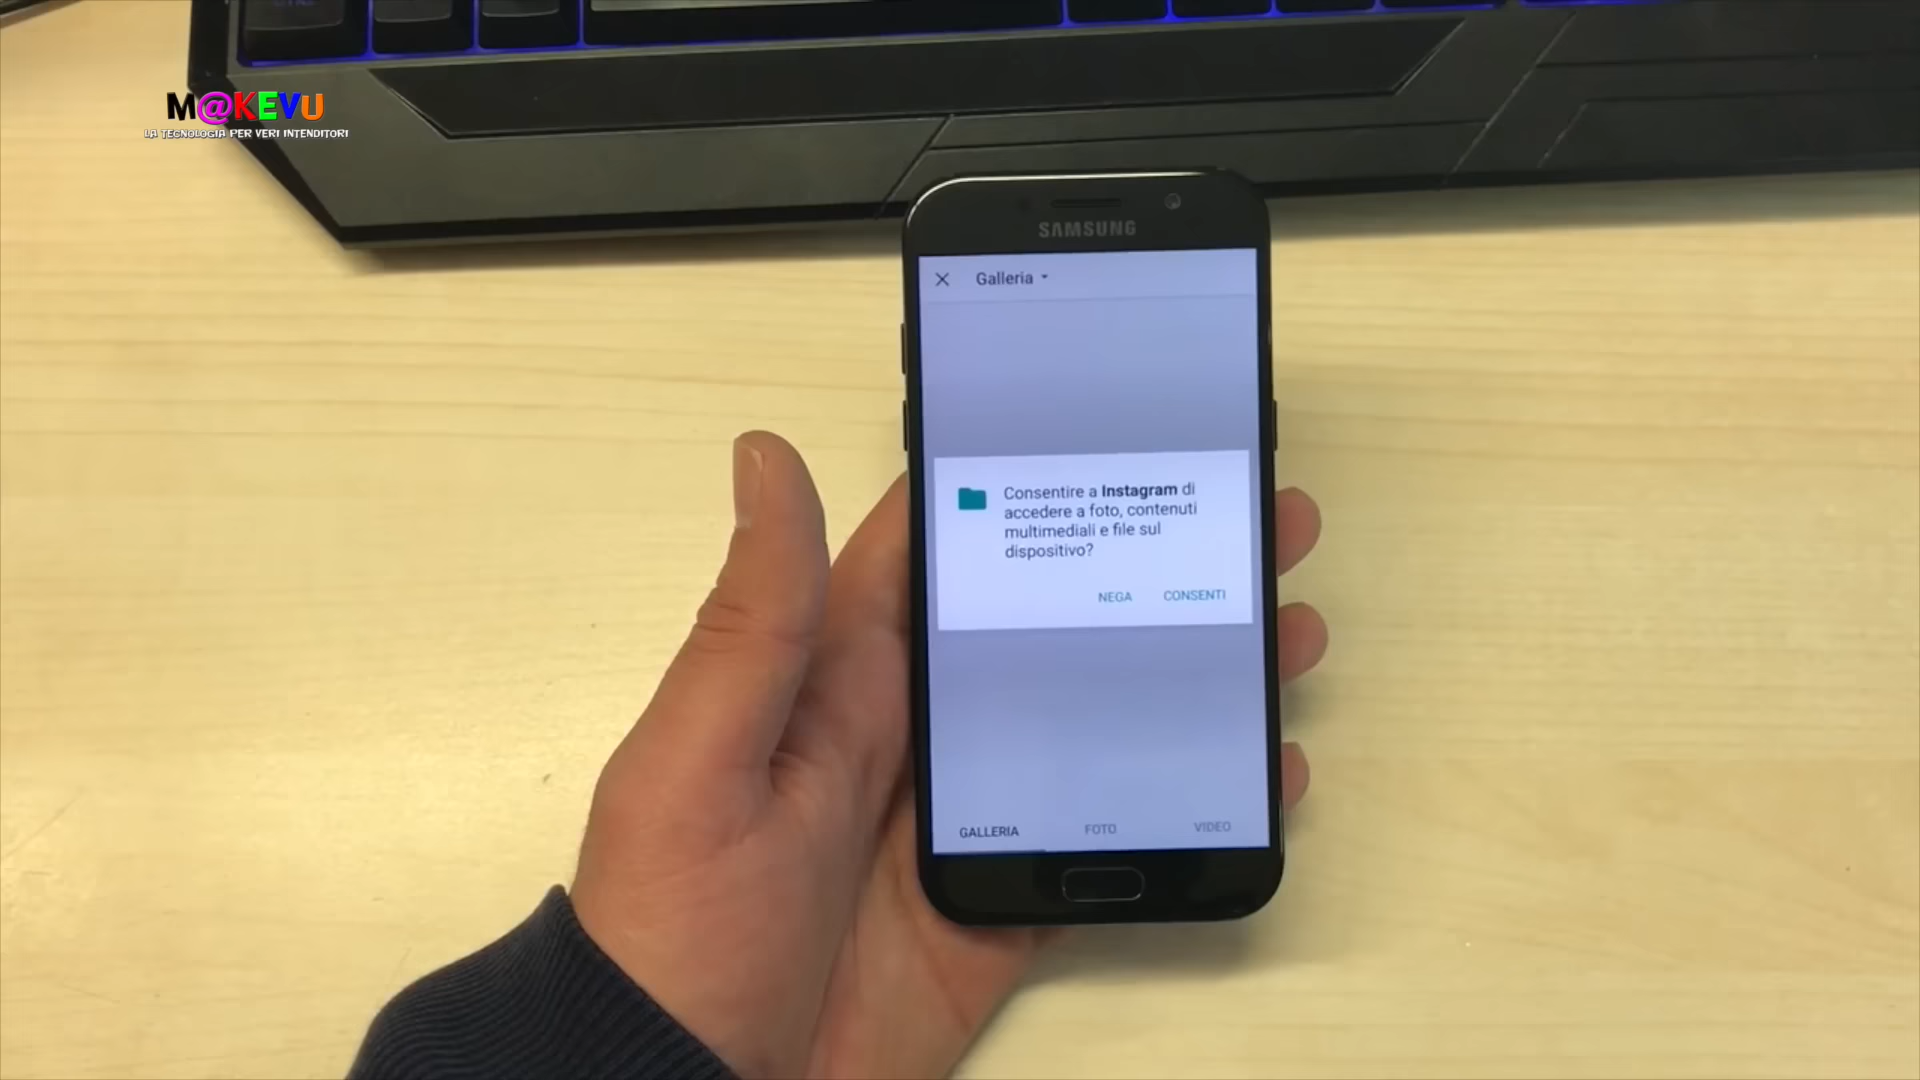 M@KEVU
LA TECNOLOGIA PER VERI INTENDITORI
SAMSUNG
Galleria
Consentire a Instagram di
accedere a foto, contenuti
multimediali e file sul
dispositivo?
NEGA CONSENTI
GALLERIA FOTO VIDEO